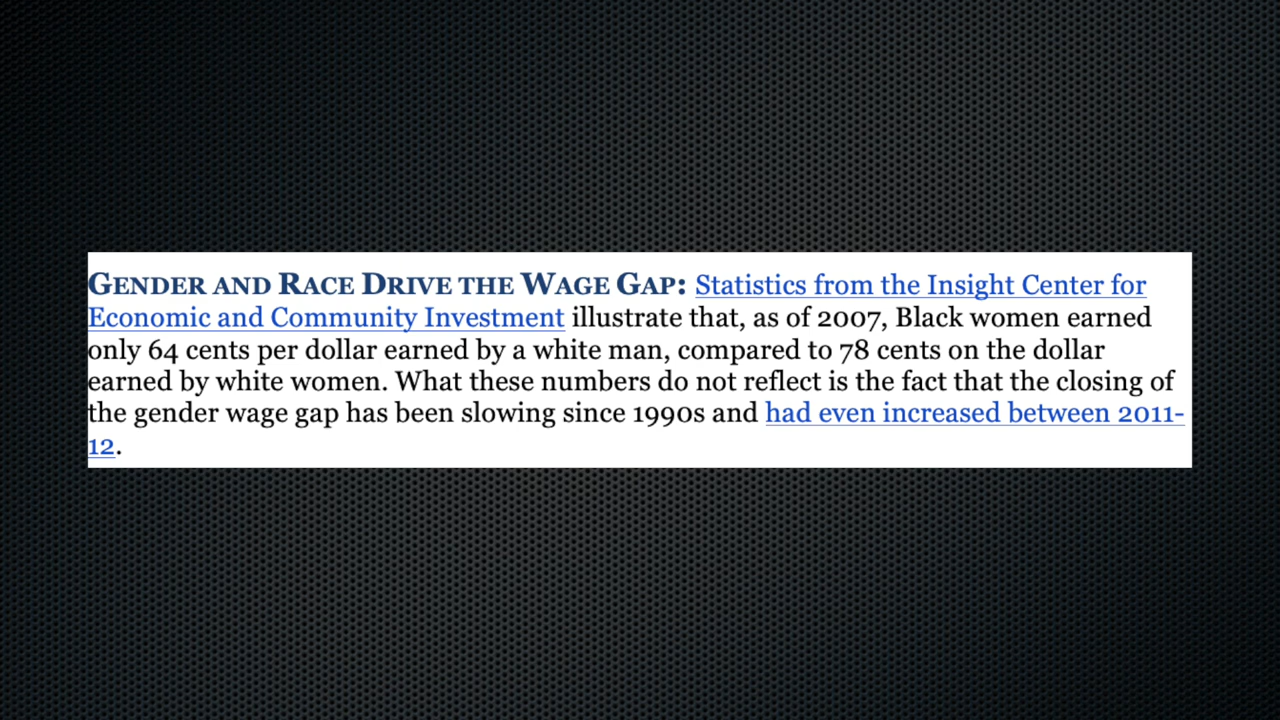 GENDER AND RACE DRIVE THE WAGE GAP: Statistics from the Insight Center for
Economic and Community Investment illustrate that, as of 2007, Black women earned
only 64 cents per dollar earned by a white man, compared to 78 cents on the dollar
earned by white women. What these numbers do not reflect is the fact that the closing of
the gender wage gap has been slowing since 1990s and had even increased between 2011-
12.